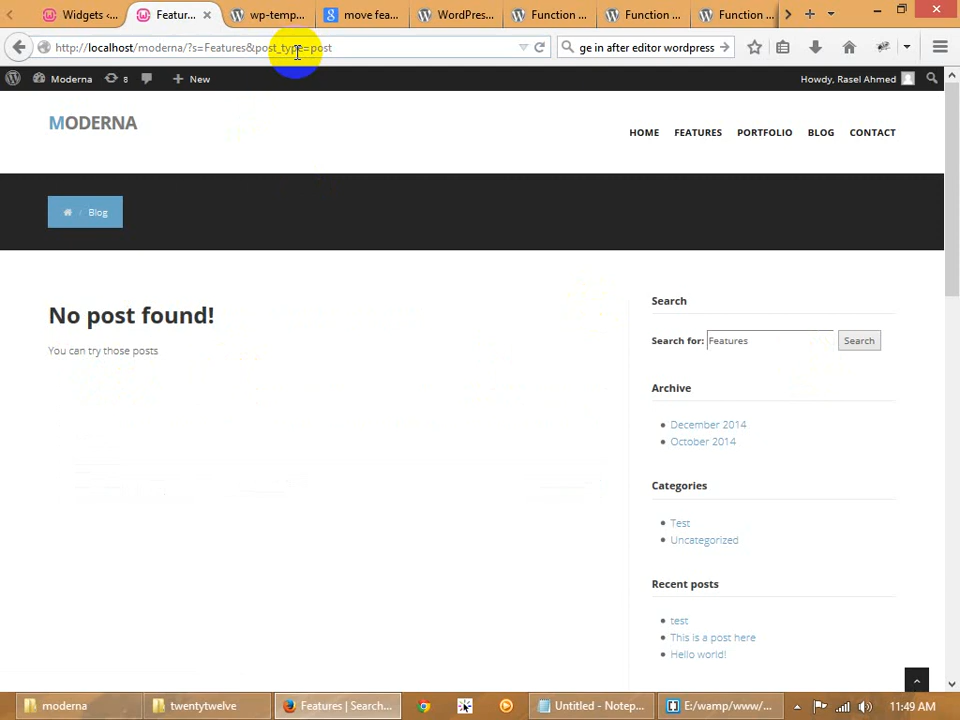 Widgets ‹...
Featur...
wp-temp...
move fea...
WordPress...
Function ...
Function ...
Function ...
http://localhost/moderna/?s=Features&post_type=post
ge in after editor wordpress
Moderna
8
New
Howdy, Rasel Ahmed
MODERNA
HOME
FEATURES
PORTFOLIO
BLOG
CONTACT
/ Blog
No post found!
You can try those posts
Search
Search for:
Features
Search
Archive
December 2014
October 2014
Categories
Test
Uncategorized
Recent posts
test
This is a post here
Hello world!
moderna
twentytwelve
Features | Search...
Untitled - Notep...
E:/wamp/www/...
11:49 AM